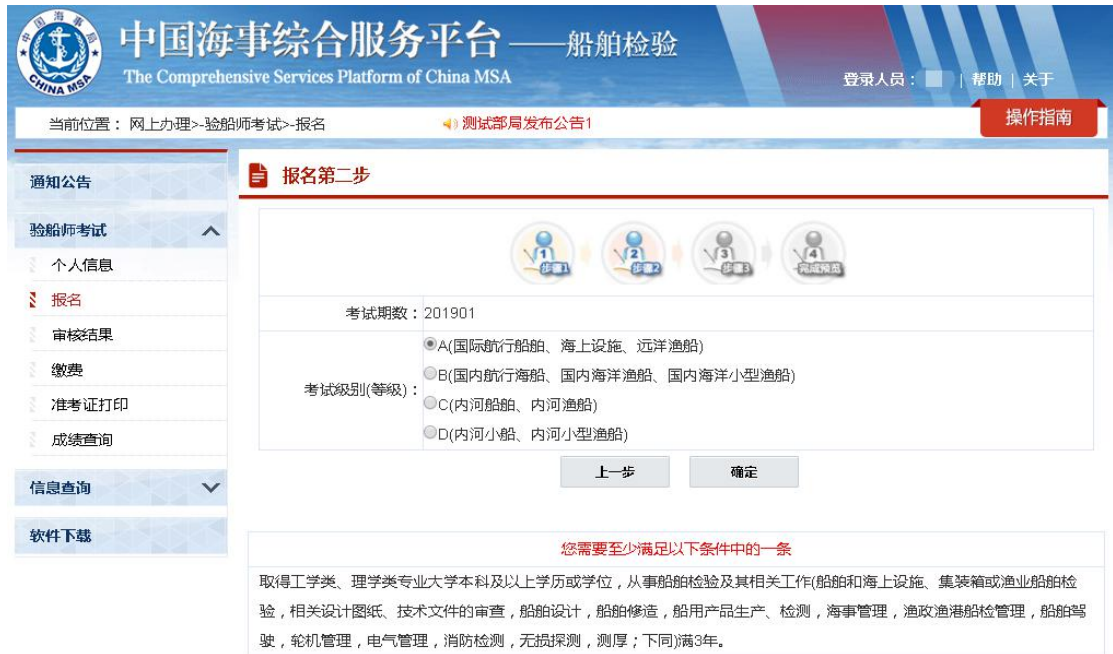 中国海事综合服务平台——船舶检验
The Comprehensive Services Platform of China MSA
CHINA MSA
登录人员： | 帮助 | 关于
操作指南
当前位置：网上办理>-验船师考试>-报名
测试部局发布公告1
通知公告
验船师考试
个人信息
报名
审核结果
缴费
准考证打印
成绩查询
信息查询
软件下载
报名第二步
1 步骤1
2 步骤2
3 步骤3
4 完成预览
考试期数：201901
考试级别(等级)：
A(国际航行船舶、海上设施、远洋渔船)
B(国内航行海船、国内海洋渔船、国内海洋小型渔船)
C(内河船舶、内河渔船)
D(内河小船、内河小型渔船)
上一步
确定
您需要至少满足以下条件中的一条
取得工学类、理学类专业大学本科及以上学历或学位，从事船舶检验及其相关工作(船舶和海上设施、集装箱或渔业船舶检
验，相关设计图纸、技术文件的审查，船舶设计，船舶修造，船用产品生产、检测，海事管理，渔政渔港船检管理，船舶驾
驶，轮机管理，电气管理，消防检测，无损探测，测厚；下同)满3年。